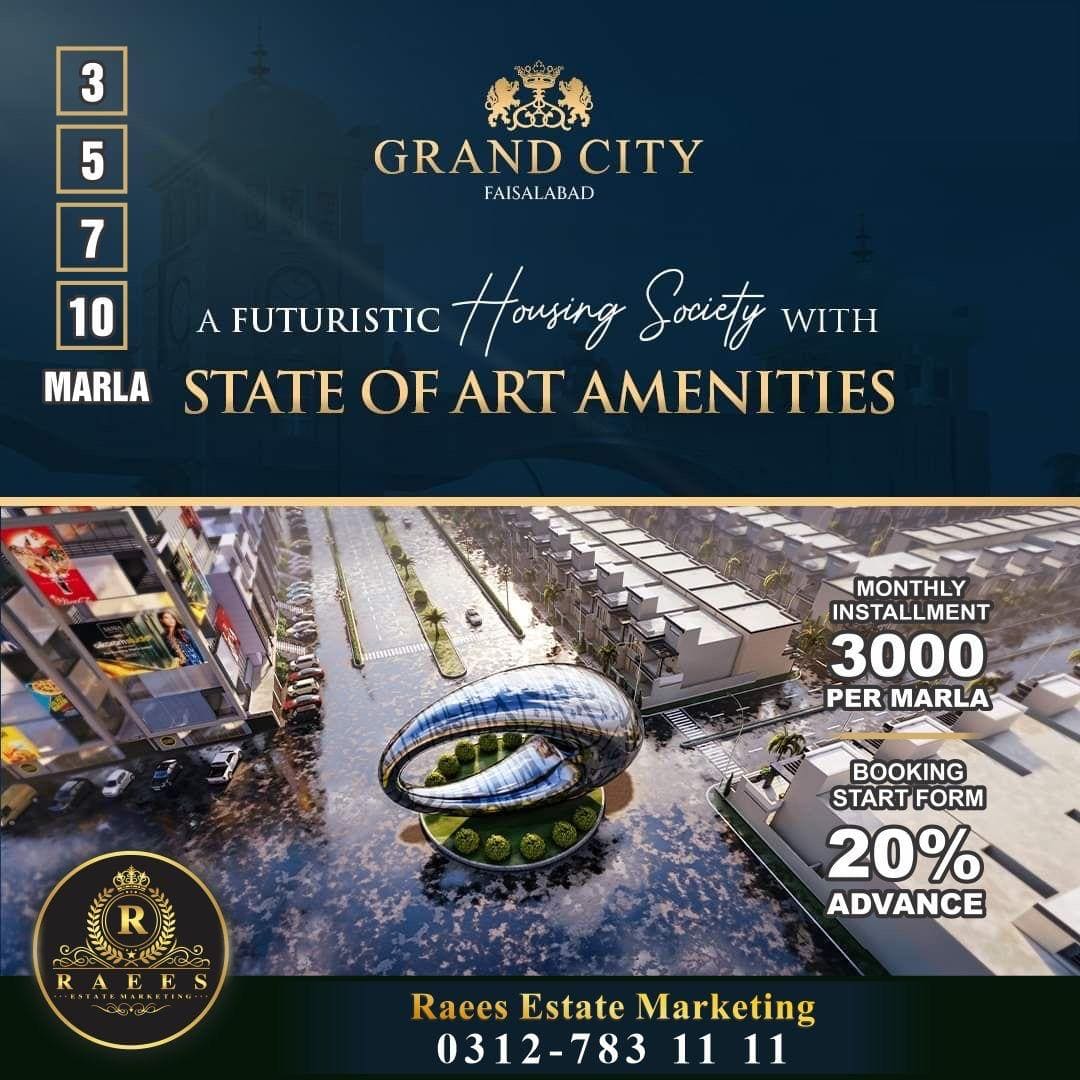 3
5
7
10
MARLA
GRAND CITY
FAISALABAD
A FUTURISTIC Housing Society WITH
STATE OF ART AMENITIES
MONTHLY
INSTALLMENT
3000
PER MARLA
BOOKING
START FORM
20%
ADVANCE
R
RAEES
ESTATE MARKETING
Raees Estate Marketing
0312-783 11 11